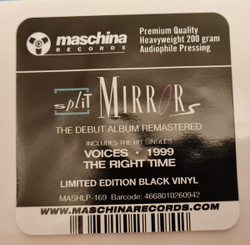 maschina
RECORDS
Premium Quality
Heavyweight 200 gram
Audiophile Pressing
split MIRRORs
THE DEBUT ALBUM REMASTERED
INCLUDES THE HIT SINGLES
VOICES • 1999
THE RIGHT TIME
LIMITED EDITION BLACK VINYL
MASHLP-169 Barcode: 4668010260942
WWW.MASCHINARECORDS.COM